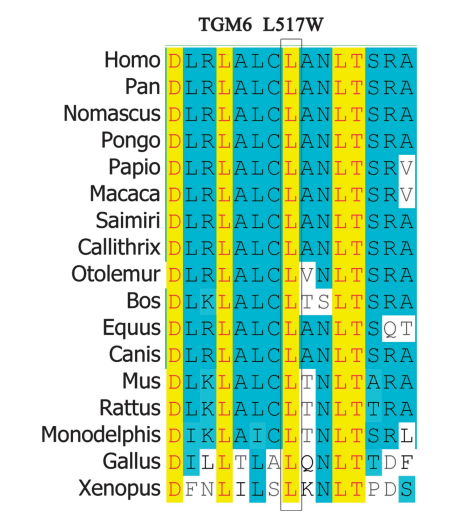 TGM6 L517W
Homo DLRLALCLANLTSRA
Pan DLRLALCLANLTSRA
Nomascus DLRLALCLANLTSRA
Pongo DLRLALCLANLTSRA
Papio DLRLALCLANLTSRV
Macaca DLRLALCLANLTSRV
Saimiri DLRLALCLANLTSRA
Callithrix DLRLALCLANLTSRA
Otolemur DLRLALCLVNLTSRA
Bos DLKLALCLTSLTSRA
Equus DLRLALCLANLTSQT
Canis DLRLALCLANLTSRA
Mus DLKLALCLTNLTARA
Rattus DLKLALCLTNLTTRA
Monodelphis DIKLAICLTNLTSRL
Gallus DILLTLALQNLTTDF
Xenopus DFNLILSLKNLTPDS